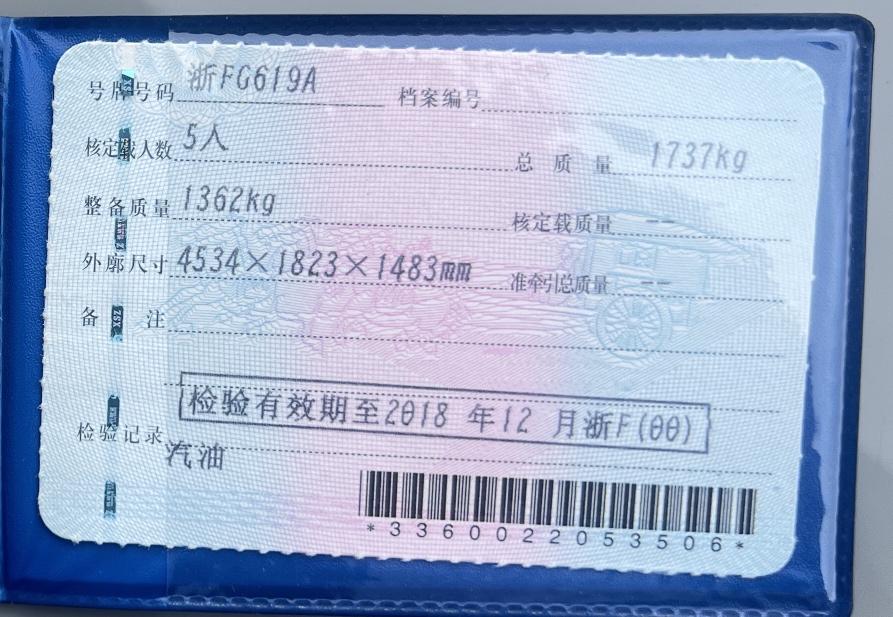 号牌号码 浙FG619A 档案编号
核定载人数 5人 总质量 1737kg
整备质量 1362kg 核定载质量 --
外廓尺寸 4534×1823×1483mm 准牵引总质量 --
备注
检验有效期至2018年12月浙F(00)
检验记录
汽油
*3360022053506*